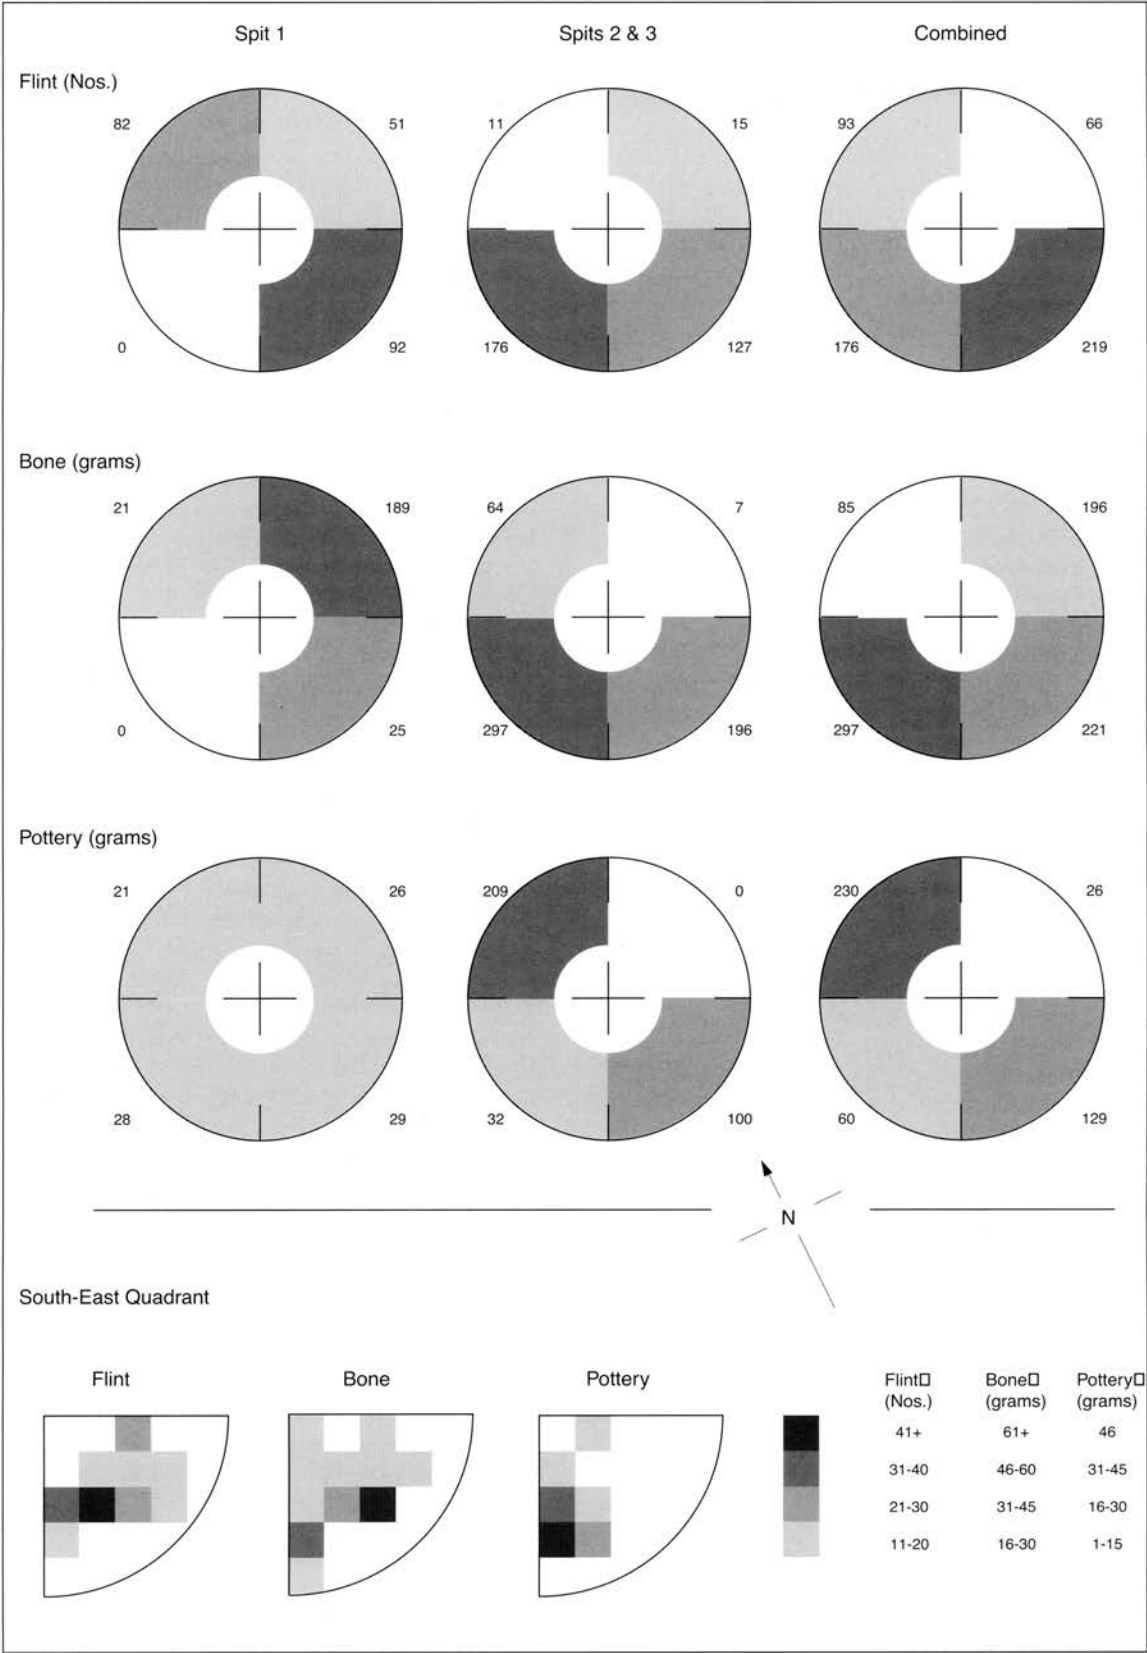 Spit 1 Spits 2 & 3 Combined
Flint (Nos.)
82 51 11 15 93 66
0 92 176 127 176 219
Bone (grams)
21 189 64 7 85 196
0 25 297 196 297 221
Pottery (grams)
21 26 209 0 230 26
28 29 32 100 60 129
N
South-East Quadrant
Flint Bone Pottery Flint□ Bone□ Pottery□
(Nos.) (grams) (grams)
41+ 61+ 46
31-40 46-60 31-45
21-30 31-45 16-30
11-20 16-30 1-15